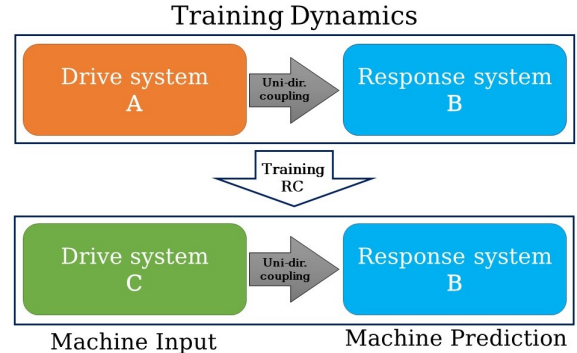 Training Dynamics
Drive system
A
Uni-dir.
coupling
Response system
B
Training
RC
Drive system
C
Uni-dir.
coupling
Response system
B
Machine Input
Machine Prediction